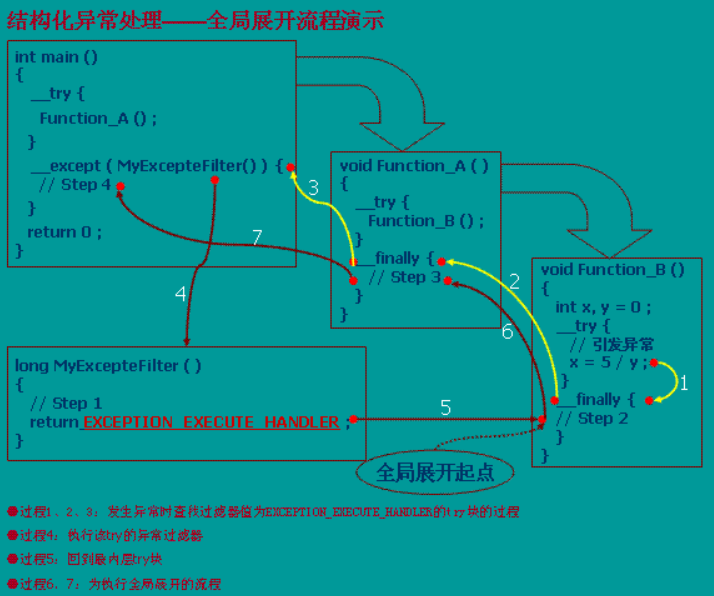 结构化异常处理——全局展开流程演示
int main ()
{
__try {
Function_A () ;
}
__except ( MyExcepteFilter() ) {
// Step 4
}
return 0 ;
}
void Function_A ( )
{
__try {
Function_B () ;
}
__finally {
// Step 3
}
}
void Function_B ()
{
int x, y = 0 ;
__try {
// 引发异常
x = 5 / y ;
}
__finally {
// Step 2
}
}
long MyExcepteFilter ( )
{
// Step 1
return EXCEPTION_EXECUTE_HANDLER ;
}
3
7
4
2
6
1
5
全局展开起点
过程1、2、3：发生异常时查找过滤器值为EXCEPTION_EXECUTE_HANDLER的try块的过程
过程4：执行该try的异常过滤器
过程5：回到最内层try块
过程6、7：为执行全局展开的流程